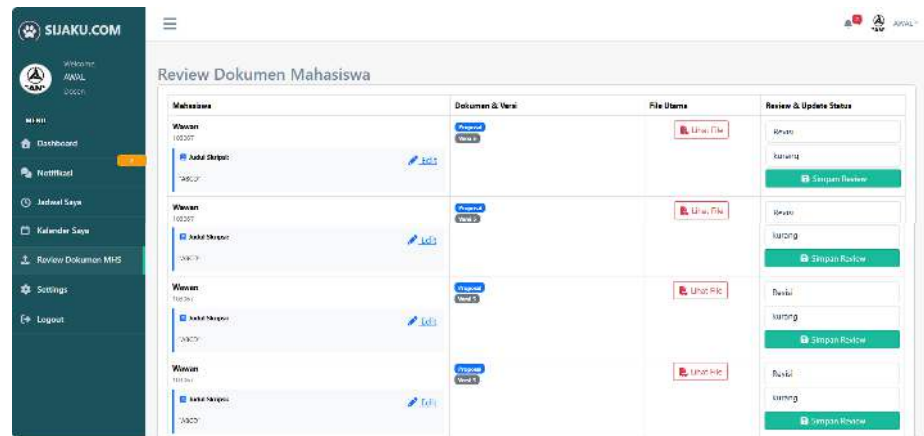 SIJAKU.COM
AWAL
Welcome
AWAL
Dosen
MENU
Dashboard
Notifikasi
Jadwal Saya
Kalender Saya
Review Dokumen MHS
Settings
Logout
Review Dokumen Mahasiswa
Mahasiswa Dokumen & Versi File Utama Review & Update Status
Wawan Proposal Lihat File Revisi
Judul Skripsi: Edit kurang
Simpan Review
Wawan Proposal Lihat File Revisi
Judul Skripsi: Edit kurang
Simpan Review
Wawan Proposal Lihat File Revisi
Judul Skripsi: Edit kurang
Simpan Review
Wawan Proposal Lihat File Revisi
Judul Skripsi: Edit kurang
Simpan Review